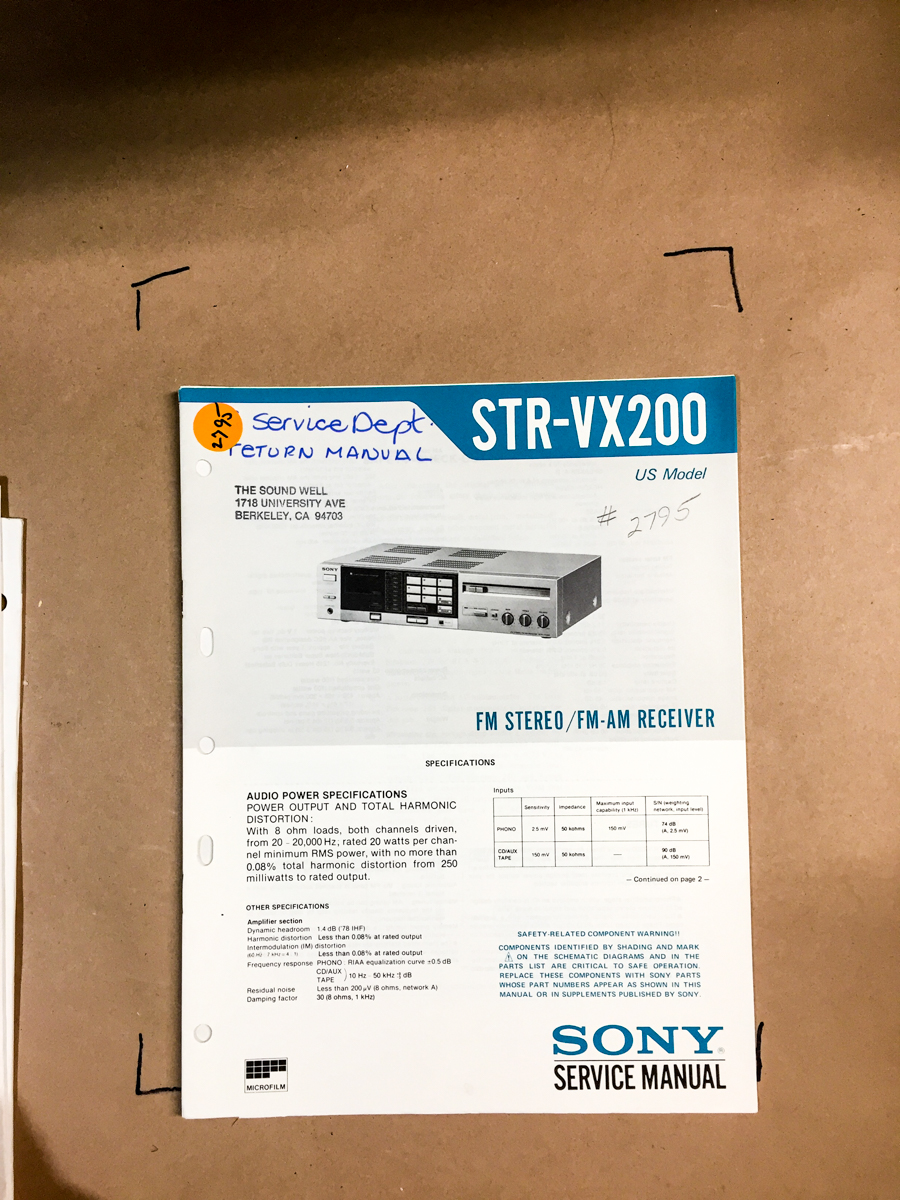 2795
Service Dept.
return MANUAL
STR-VX200
US Model
THE SOUND WELL
1718 UNIVERSITY AVE
BERKELEY, CA 94703
# 2795
SONY
FM STEREO/FM-AM RECEIVER
SPECIFICATIONS
AUDIO POWER SPECIFICATIONS
POWER OUTPUT AND TOTAL HARMONIC
DISTORTION:
With 8 ohm loads, both channels driven,
from 20 - 20,000 Hz; rated 20 watts per chan-
nel minimum RMS power, with no more than
0.08% total harmonic distortion from 250
milliwatts to rated output.
OTHER SPECIFICATIONS
Amplifier section
Dynamic headroom 1.4 dB ('78 IHF)
Harmonic distortion Less than 0.08% at rated output
Intermodulation (IM) distortion
(60 Hz : 7 kHz = 4 : 1) Less than 0.08% at rated output
Frequency response PHONO : RIAA equalization curve ±0.5 dB
CD/AUX
TAPE 10 Hz - 50 kHz dB
Residual noise Less than 200 µV (8 ohms, network A)
Damping factor 30 (8 ohms, 1 kHz)
Inputs
Sensitivity Impedance Maximum input capability (1 kHz) S/N (weighting network, input level)
PHONO 2.5 mV 50 kohms 150 mV 74 dB (A, 2.5 mV)
CD/AUX TAPE 150 mV 50 kohms — 90 dB (A, 150 mV)
— Continued on page 2 —
SAFETY-RELATED COMPONENT WARNING!!
COMPONENTS IDENTIFIED BY SHADING AND MARK
⚠ ON THE SCHEMATIC DIAGRAMS AND IN THE
PARTS LIST ARE CRITICAL TO SAFE OPERATION.
REPLACE THESE COMPONENTS WITH SONY PARTS
WHOSE PART NUMBERS APPEAR AS SHOWN IN THIS
MANUAL OR IN SUPPLEMENTS PUBLISHED BY SONY.
MICROFILM
SONY®
SERVICE MANUAL